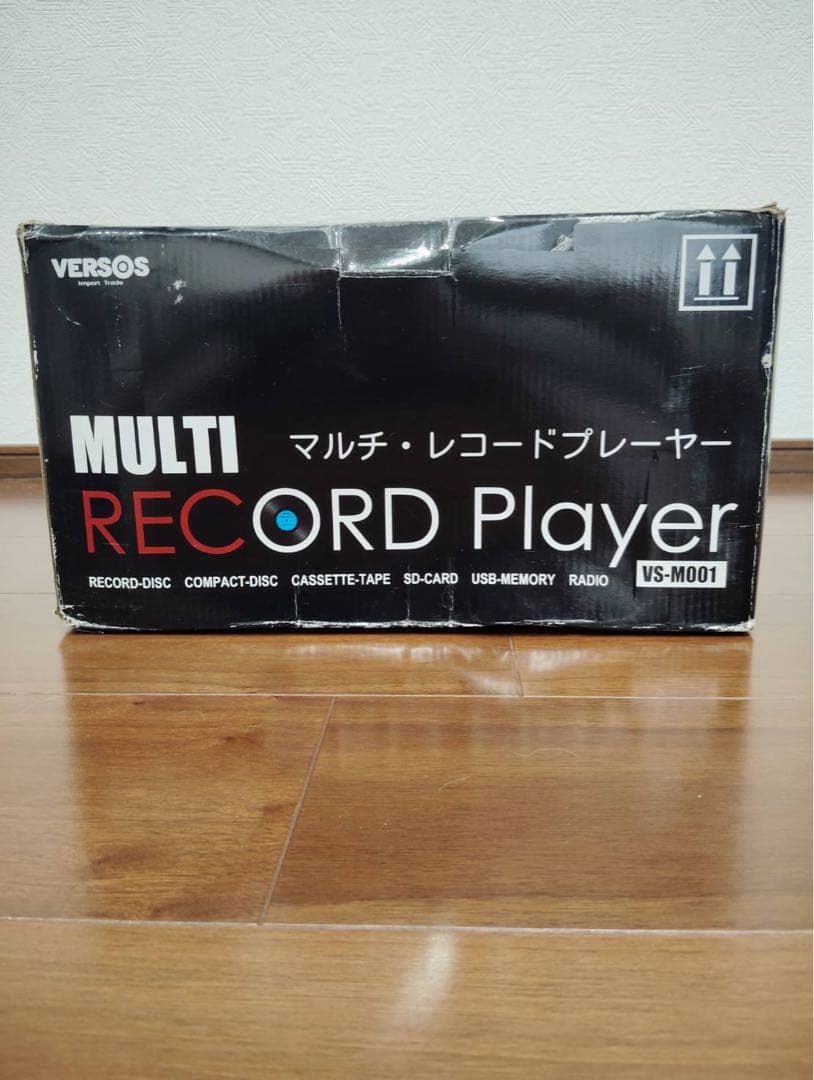 VERSOS
Import Trade
MULTI マルチ・レコードプレーヤー
RECORD Player
RECORD-DISC COMPACT-DISC CASSETTE-TAPE SD-CARD USB-MEMORY RADIO VS-M001